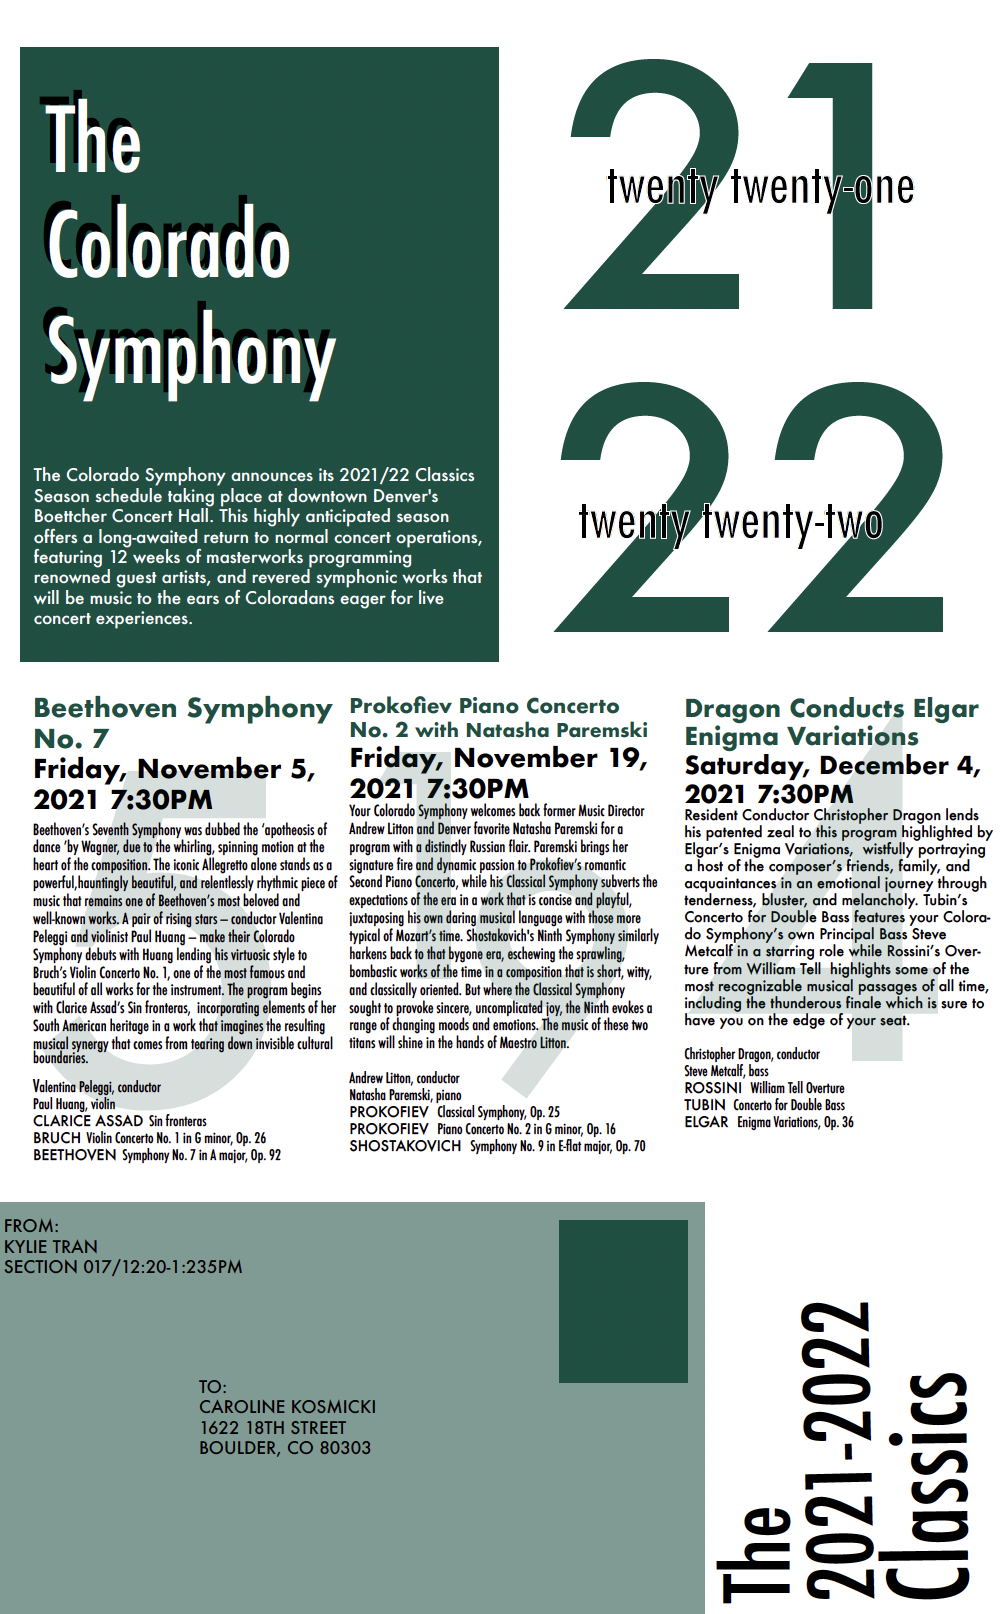 The
Colorado
Symphony
The Colorado Symphony announces its 2021/22 Classics
Season schedule taking place at downtown Denver's
Boettcher Concert Hall. This highly anticipated season
offers a long-awaited return to normal concert operations,
featuring 12 weeks of masterworks programming
renowned guest artists, and revered symphonic works that
will be music to the ears of Coloradans eager for live
concert experiences.
21
twenty twenty-one
22
twenty twenty-two
Beethoven Symphony
No. 7
Friday, November 5,
2021 7:30PM
5
Beethoven's Seventh Symphony was dubbed the 'apotheosis of
dance 'by Wagner, due to the whirling, spinning motion at the
heart of the composition. The iconic Allegretto alone stands as a
powerful,hauntingly beautiful, and relentlessly rhythmic piece of
music that remains one of Beethoven's most beloved and
well-known works. A pair of rising stars – conductor Valentina
Peleggi and violinist Paul Huang – make their Colorado
Symphony debuts with Huang lending his virtuosic style to
Bruch's Violin Concerto No. 1, one of the most famous and
beautiful of all works for the instrument. The program begins
with Clarice Assad's Sin fronteras, incorporating elements of her
South American heritage in a work that imagines the resulting
musical synergy that comes from tearing down invisible cultural
boundaries.
Valentina Peleggi, conductor
Paul Huang, violin
CLARICE ASSAD Sin fronteras
BRUCH Violin Concerto No. 1 in G minor, Op. 26
BEETHOVEN Symphony No. 7 in A major, Op. 92
Prokofiev Piano Concerto
No. 2 with Natasha Paremski
Friday, November 19,
2021 7:30PM
19
Your Colorado Symphony welcomes back former Music Director
Andrew Litton and Denver favorite Natasha Paremski for a
program with a distinctly Russian flair. Paremski brings her
signature fire and dynamic passion to Prokofiev's romantic
Second Piano Concerto, while his Classical Symphony subverts the
expectations of the era in a work that is concise and playful,
juxtaposing his own daring musical language with those more
typical of Mozart's time. Shostakovich's Ninth Symphony similarly
harkens back to that bygone era, eschewing the sprawling,
bombastic works of the time in a composition that is short, witty,
and classically oriented. But where the Classical Symphony
sought to provoke sincere, uncomplicated joy, the Ninth evokes a
range of changing moods and emotions. The music of these two
titans will shine in the hands of Maestro Litton.
Andrew Litton, conductor
Natasha Paremski, piano
PROKOFIEV Classical Symphony, Op. 25
PROKOFIEV Piano Concerto No. 2 in G minor, Op. 16
SHOSTAKOVICH Symphony No. 9 in E-flat major, Op. 70
Dragon Conducts Elgar
Enigma Variations
Saturday, December 4,
2021 7:30PM
4
Resident Conductor Christopher Dragon lends
his patented zeal to this program highlighted by
Elgar's Enigma Variations, wistfully portraying
a host of the composer's friends, family, and
acquaintances in an emotional journey through
tenderness, bluster, and melancholy. Tubin's
Concerto for Double Bass features your Colora-
do Symphony's own Principal Bass Steve
Metcalf in a starring role while Rossini's Over-
ture from William Tell highlights some of the
most recognizable musical passages of all time,
including the thunderous finale which is sure to
have you on the edge of your seat.
Christopher Dragon, conductor
Steve Metcalf, bass
ROSSINI William Tell Overture
TUBIN Concerto for Double Bass
ELGAR Enigma Variations, Op. 36
FROM:
KYLIE TRAN
SECTION 017/12:20-1:235PM
TO:
CAROLINE KOSMICKI
1622 18TH STREET
BOULDER, CO 80303
The
2021-2022
Classics